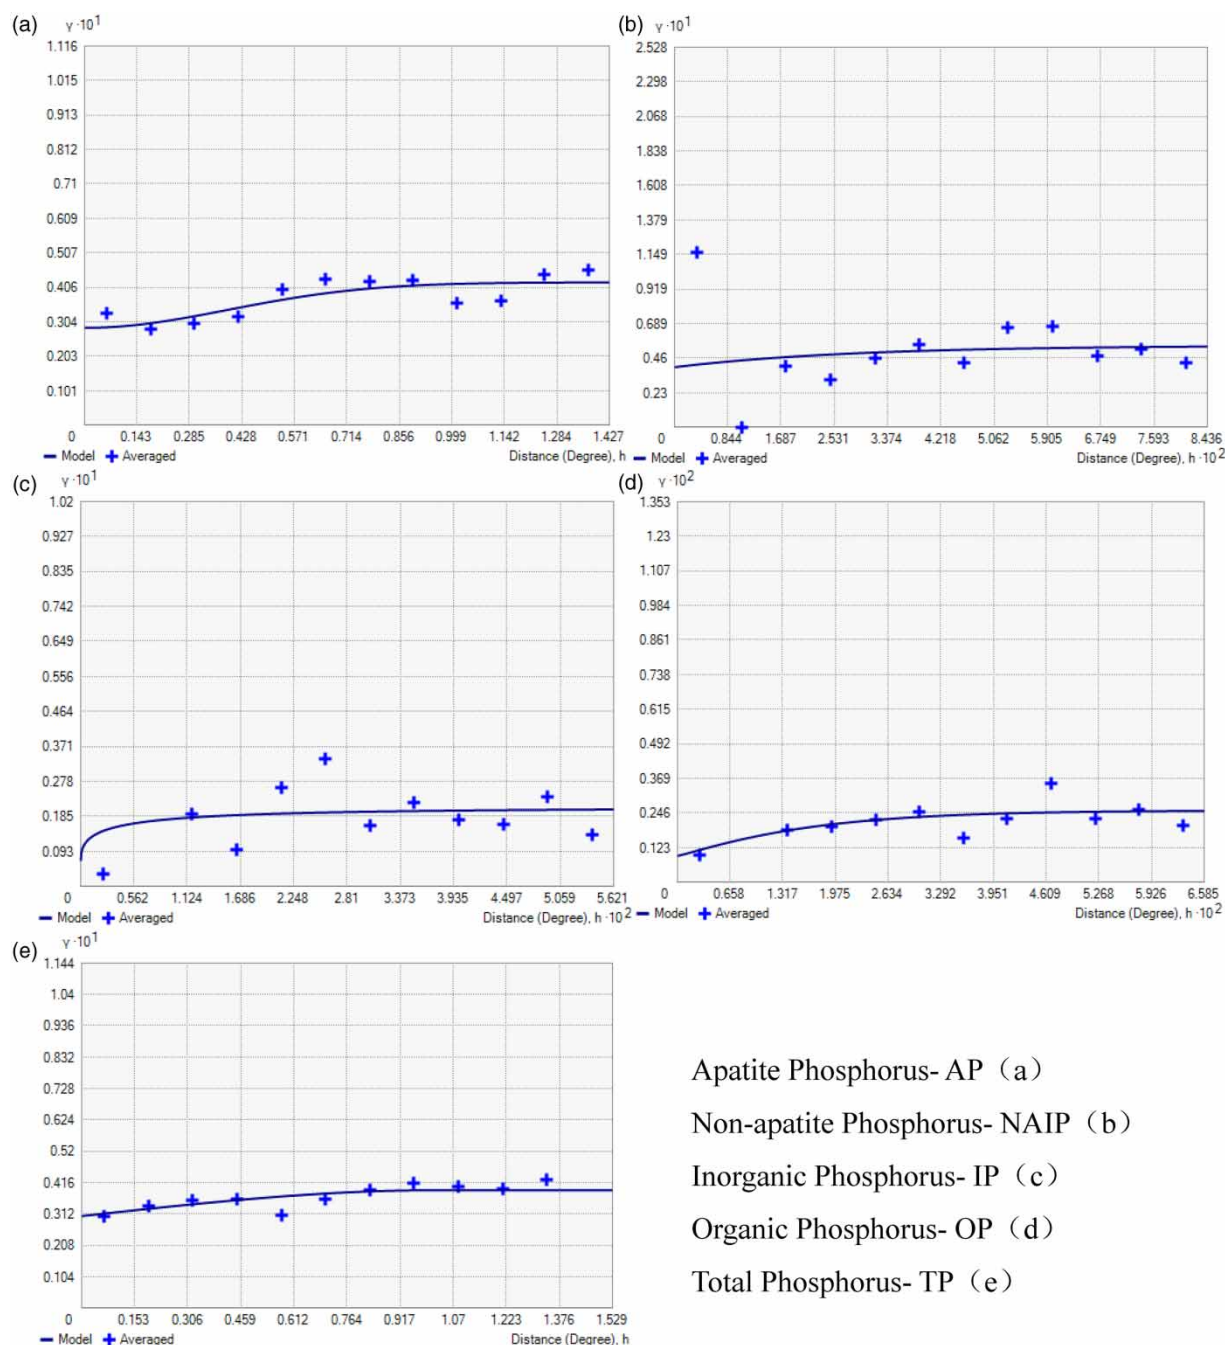 (a)
γ·10¹
1.116
1.015
0.913
0.812
0.71
0.609
0.507
0.406
0.304
0.203
0.101
0 0.143 0.285 0.428 0.571 0.714 0.856 0.999 1.142 1.284 1.427
Model Averaged Distance (Degree), h
(b)
γ·10¹
2.528
2.298
2.068
1.838
1.608
1.379
1.149
0.919
0.689
0.46
0.23
0 0.844 1.687 2.531 3.374 4.218 5.062 5.905 6.749 7.593 8.436
Model Averaged Distance (Degree), h·10²
(c)
γ·10¹
1.02
0.927
0.835
0.742
0.649
0.556
0.464
0.371
0.278
0.185
0.093
0 0.562 1.124 1.686 2.248 2.81 3.373 3.935 4.497 5.059 5.621
Model Averaged Distance (Degree), h·10²
(d)
γ·10²
1.353
1.23
1.107
0.984
0.861
0.738
0.615
0.492
0.369
0.246
0.123
0 0.658 1.317 1.975 2.634 3.292 3.951 4.609 5.268 5.926 6.585
Model Averaged Distance (Degree), h·10²
(e)
γ·10¹
1.144
1.04
0.936
0.832
0.728
0.624
0.52
0.416
0.312
0.208
0.104
0 0.153 0.306 0.459 0.612 0.764 0.917 1.07 1.223 1.376 1.529
Model Averaged Distance (Degree), h
Apatite Phosphorus- AP（a）
Non-apatite Phosphorus- NAIP（b）
Inorganic Phosphorus- IP（c）
Organic Phosphorus- OP（d）
Total Phosphorus- TP（e）